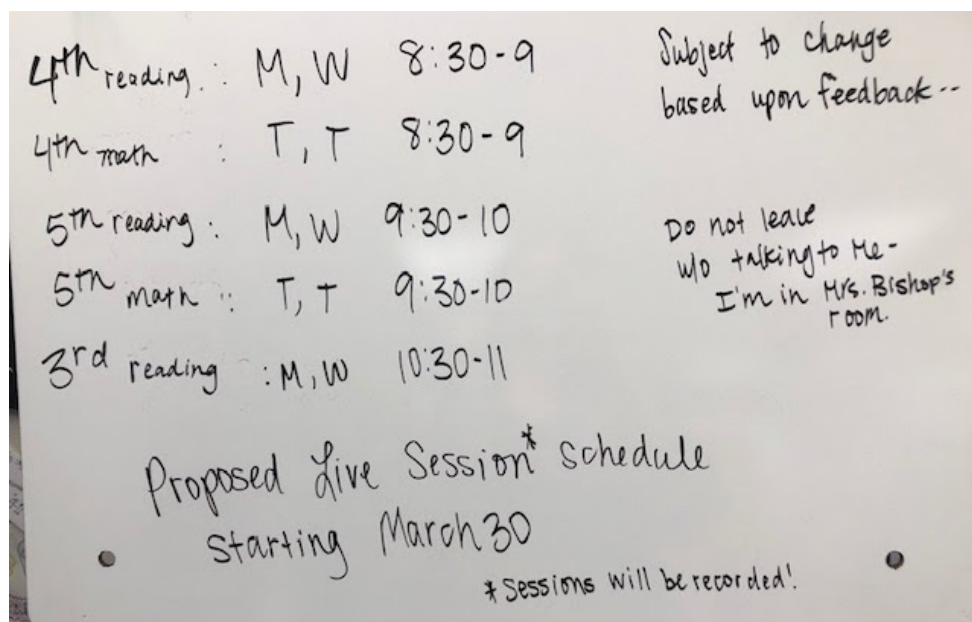 4th reading : M, W 8:30-9
4th math : T, T 8:30-9
5th reading : M, W 9:30-10
5th math : T, T 9:30-10
3rd reading : M, W 10:30-11
Subject to change
based upon feedback--
Do not leave
w/o talking to Me-
I'm in Mrs. Bishop's
room.
Proposed Live Session* schedule
starting March 30
*Sessions will be recorded!